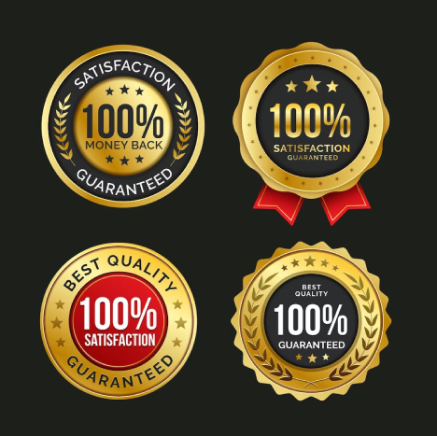 SATISFACTION
100%
MONEY BACK
GUARANTEED
100%
SATISFACTION
GUARANTEED
BEST QUALITY
100%
SATISFACTION
GUARANTEED
BEST
QUALITY
100%
GUARANTEED